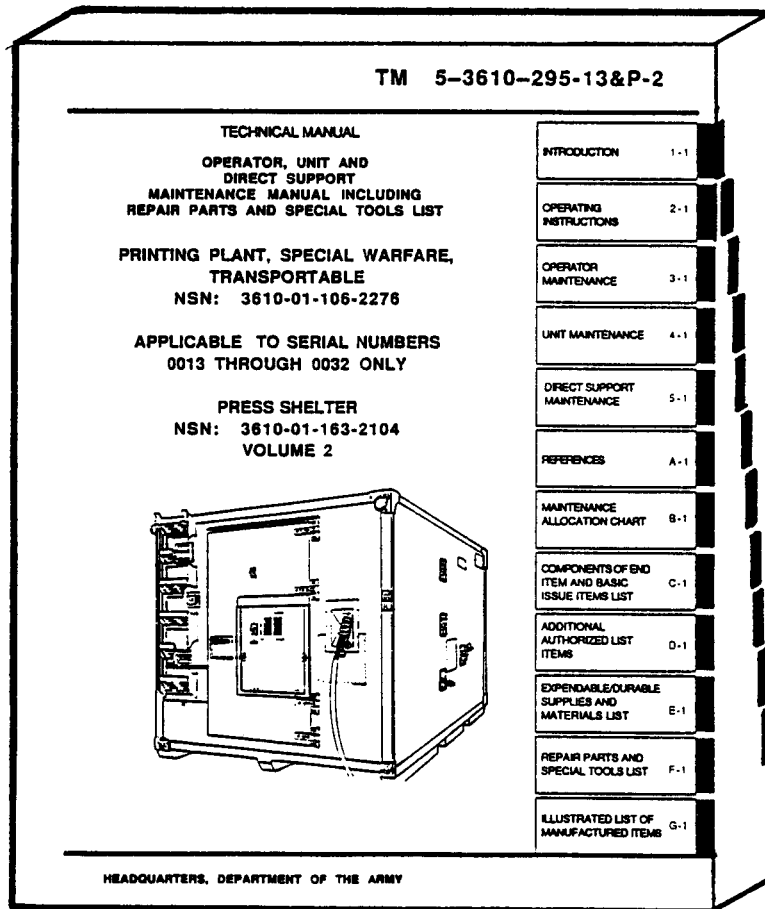 TM 5–3610–295-13&P-2
TECHNICAL MANUAL
OPERATOR, UNIT AND
DIRECT SUPPORT
MAINTENANCE MANUAL INCLUDING
REPAIR PARTS AND SPECIAL TOOLS LIST
PRINTING PLANT, SPECIAL WARFARE,
TRANSPORTABLE
NSN: 3610-01-106-2276
APPLICABLE TO SERIAL NUMBERS
0013 THROUGH 0032 ONLY
PRESS SHELTER
NSN: 3610-01-163-2104
VOLUME 2
INTRODUCTION 1-1
OPERATING
INSTRUCTIONS 2-1
OPERATOR
MAINTENANCE 3-1
UNIT MAINTENANCE 4-1
DIRECT SUPPORT
MAINTENANCE 5-1
REFERENCES A-1
MAINTENANCE
ALLOCATION CHART B-1
COMPONENTS OF END
ITEM AND BASIC
ISSUE ITEMS LIST C-1
ADDITIONAL
AUTHORIZED LIST
ITEMS D-1
EXPENDABLE/DURABLE
SUPPLIES AND
MATERIALS LIST E-1
REPAIR PARTS AND
SPECIAL TOOLS LIST F-1
ILLUSTRATED LIST OF
MANUFACTURED ITEMS G-1
HEADQUARTERS, DEPARTMENT OF THE ARMY